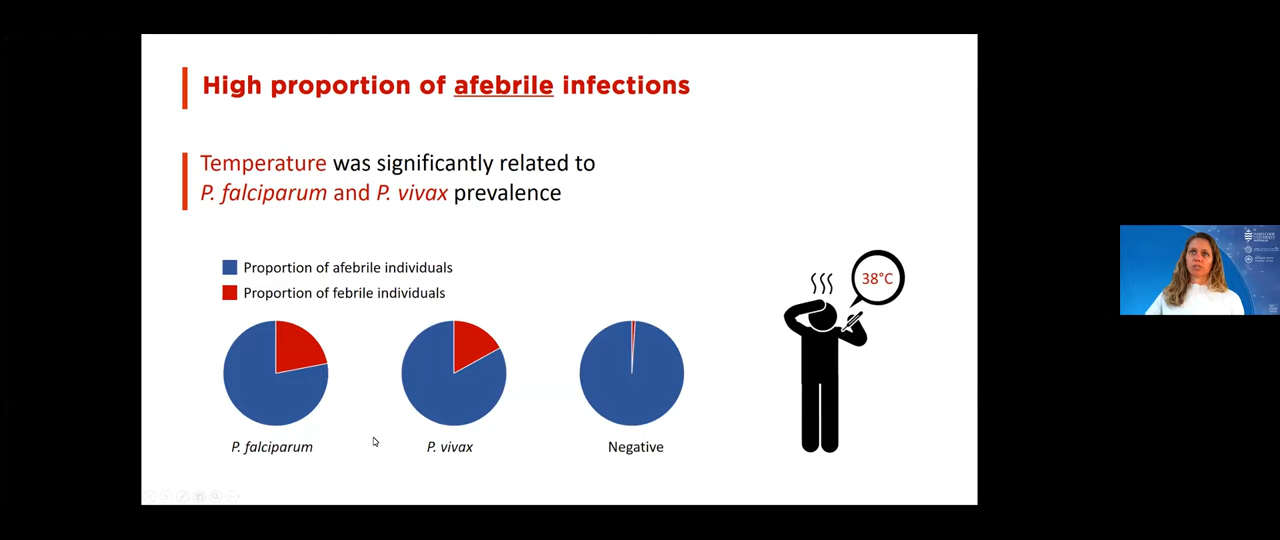 High proportion of afebrile infections
Temperature was significantly related to
P. falciparum and P. vivax prevalence
Proportion of afebrile individuals
Proportion of febrile individuals
38°C
P. falciparum
P. vivax
Negative